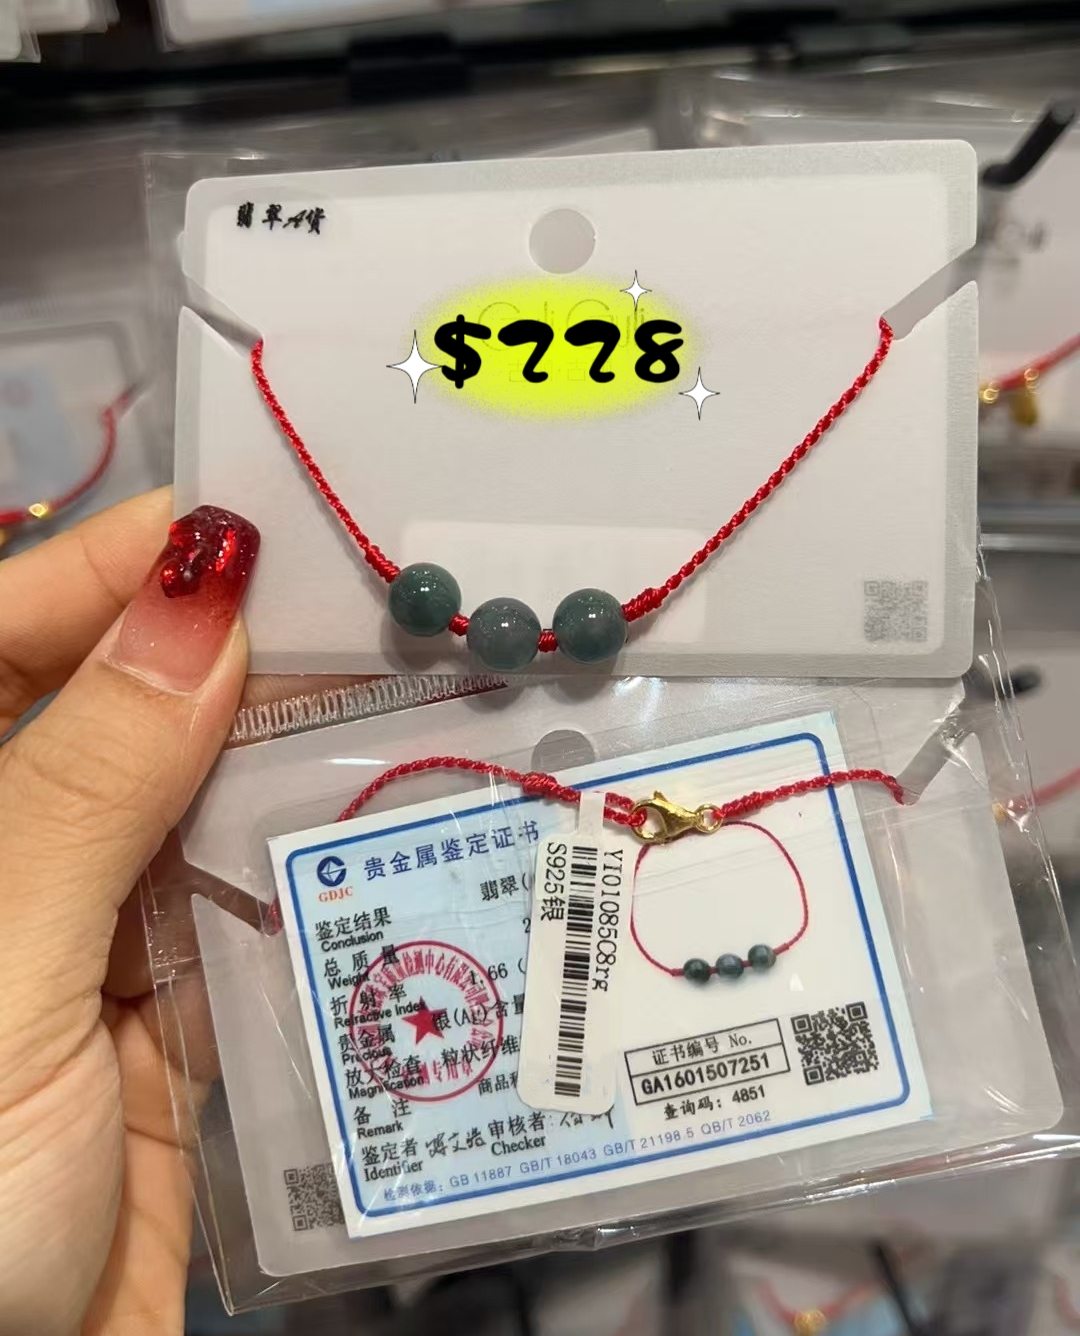 翡翠A货
$228
GDJC
贵金属鉴定证书
鉴定结果
翡翠(
Conclusion
总 质 量
2
Weight
折 射 率
1.66 (
Refractive Index
贵金属
银(Ag)含量
Precious
放大检查
粒状纤维
Magnification
备 注
商品
Remark
鉴定者
审核者:
Identifier
Checker
检测依据: GB 11887 GB/T 18043 GB/T 21198.5 QB/T 2062
S925银
YI01085C8rg
证书编号 No.
GA1601507251
查询码: 4851